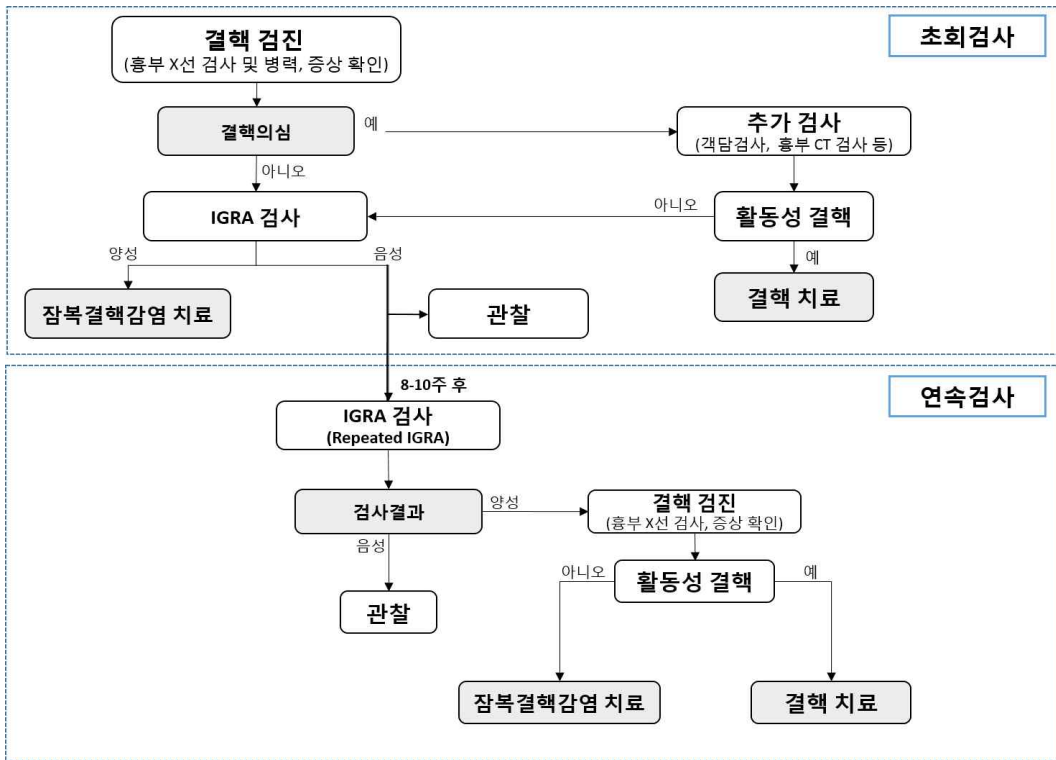 초회검사
결핵 검진
(흉부 X선 검사 및 병력, 증상 확인)
결핵의심
예
추가 검사
(객담검사, 흉부 CT 검사 등)
아니오
IGRA 검사
아니오
활동성 결핵
양성
음성
예
잠복결핵감염 치료
관찰
결핵 치료
8-10주 후
연속검사
IGRA 검사
(Repeated IGRA)
검사결과
양성
결핵 검진
(흉부 X선 검사, 증상 확인)
음성
아니오
활동성 결핵
예
관찰
잠복결핵감염 치료
결핵 치료